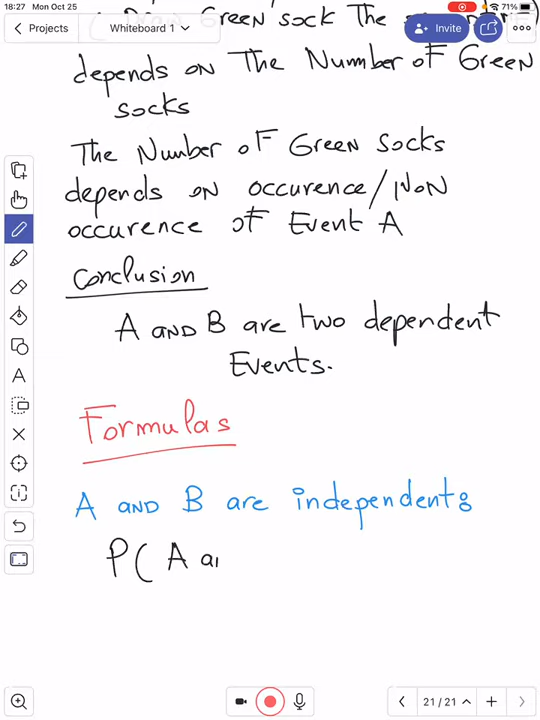 18:27 Mon Oct 25
71%
Green sock The
Projects
Whiteboard 1
Invite
depends on The Number of Green
socks
The Number of Green Socks
depends on occurence/Non
occurence of Event A
Conclusion
A and B are two dependent
Events.
Formulas
A and B are independent:
P( A a
21/21